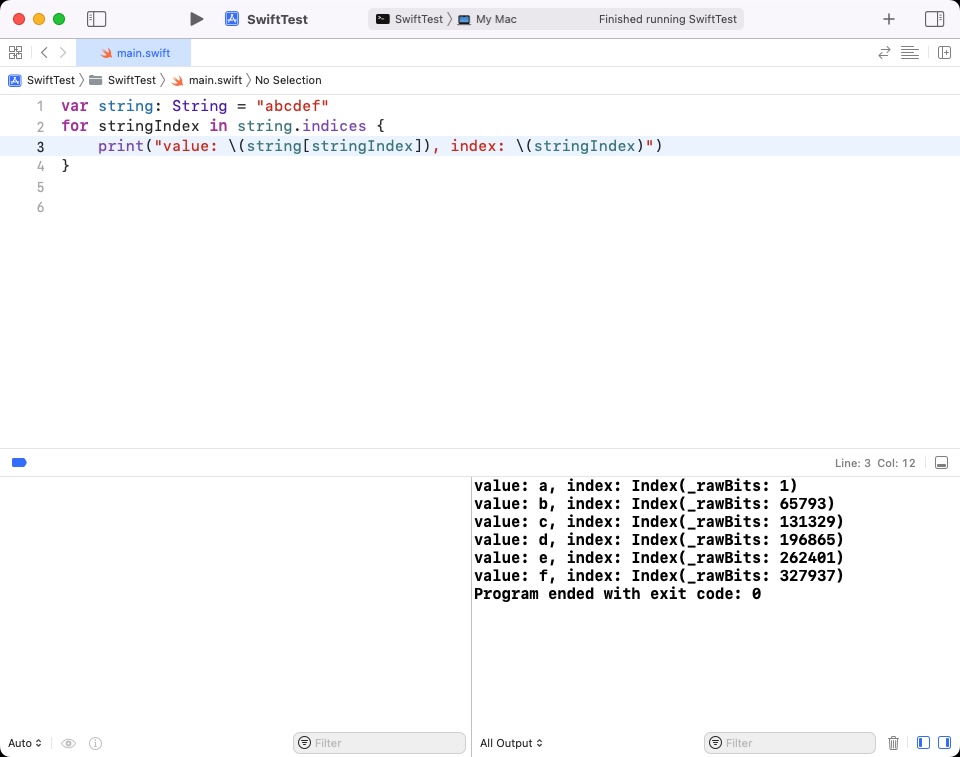 SwiftTest
SwiftTest 〉 My Mac
Finished running SwiftTest
main.swift
SwiftTest 〉 SwiftTest 〉 main.swift 〉 No Selection
1 var string: String = "abcdef"
2 for stringIndex in string.indices {
3 print("value: \(string[stringIndex]), index: \(stringIndex)")
4 }
5
6
Line: 3 Col: 12
value: a, index: Index(_rawBits: 1)
value: b, index: Index(_rawBits: 65793)
value: c, index: Index(_rawBits: 131329)
value: d, index: Index(_rawBits: 196865)
value: e, index: Index(_rawBits: 262401)
value: f, index: Index(_rawBits: 327937)
Program ended with exit code: 0
Auto
Filter
All Output
Filter